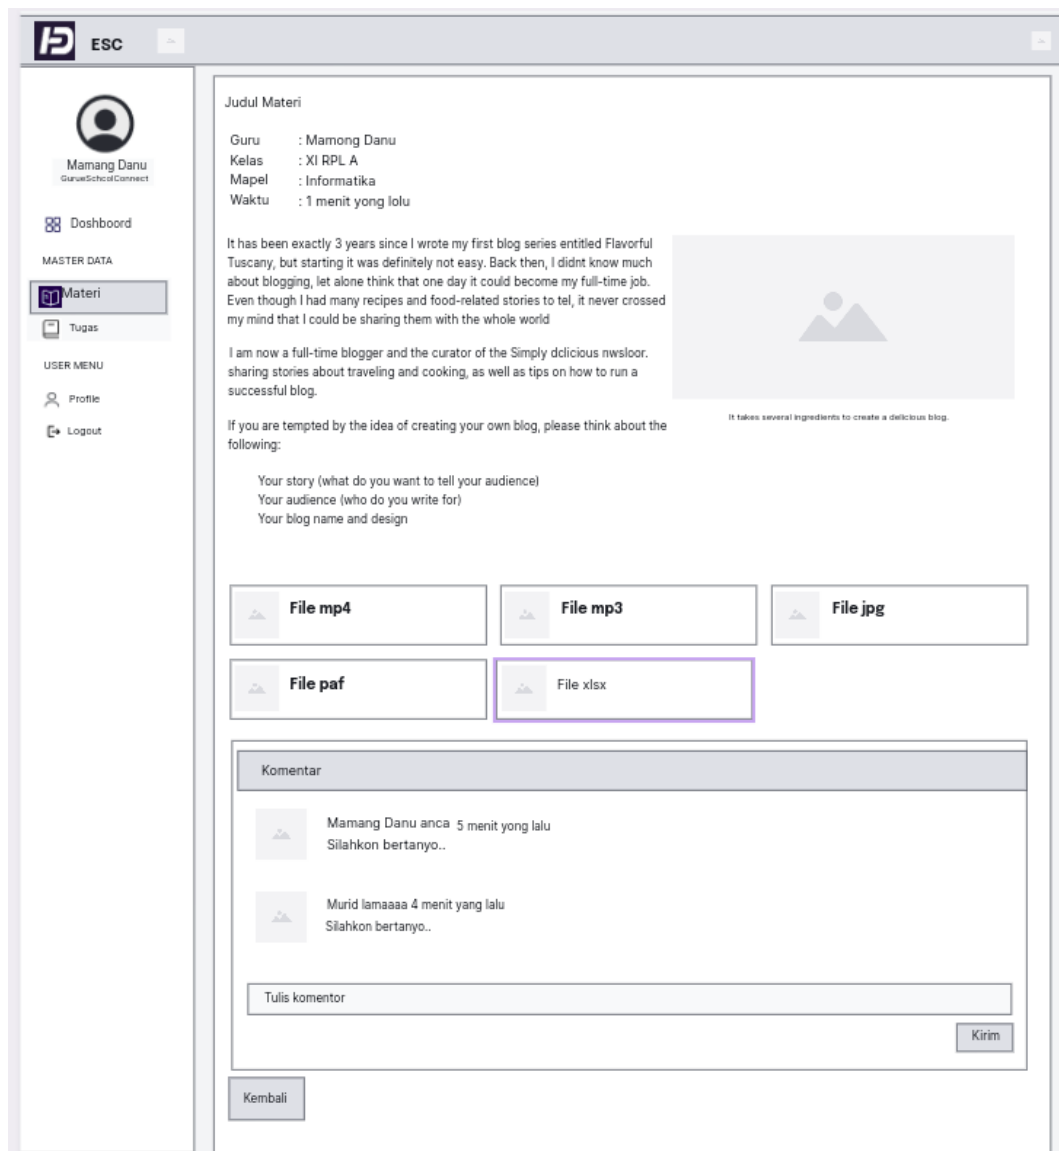 ESC
Mamang Danu
GurueSchcolConnect
Doshboord
MASTER DATA
Materi
Tugas
USER MENU
Profile
Logout
Judul Materi
Guru : Mamong Danu
Kelas : XI RPL A
Mapel : Informatika
Waktu : 1 menit yong lolu
It has been exactly 3 years since I wrote my first blog series entitled Flavorful
Tuscany, but starting it was definitely not easy. Back then, I didnt know much
about blogging, let alone think that one day it could become my full-time job.
Even though I had many recipes and food-related stories to tel, it never crossed
my mind that I could be sharing them with the whole world
I am now a full-time blogger and the curator of the Simply dclicious nwsloor.
sharing stories about traveling and cooking, as well as tips on how to run a
successful blog.
If you are tempted by the idea of creating your own blog, please think about the
following:
Your story (what do you want to tell your audience)
Your audience (who do you write for)
Your blog name and design
It takes several ingredients to create a delicious blog.
File mp4
File mp3
File jpg
File paf
File xlsx
Komentar
Mamang Danu anca 5 menit yong lalu
Silahkon bertanyo..
Murid lamaaaa 4 menit yang lalu
Silahkon bertanyo..
Tulis komentor
Kirim
Kembali